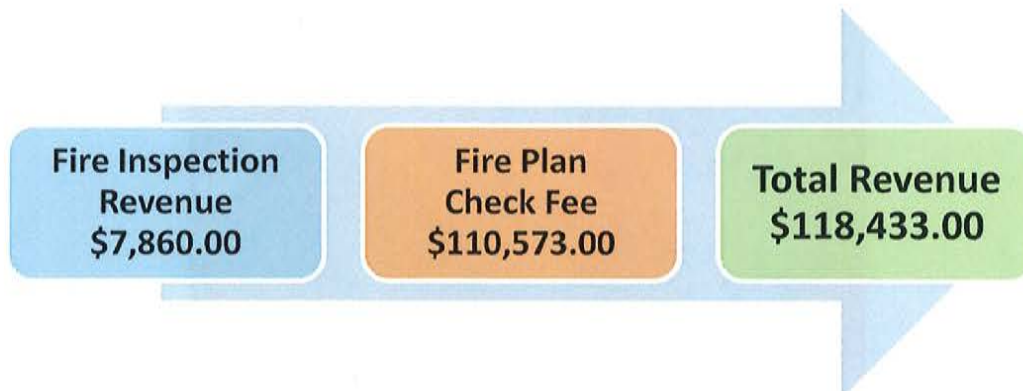 Fire Inspection
Revenue
$7,860.00
Fire Plan
Check Fee
$110,573.00
Total Revenue
$118,433.00